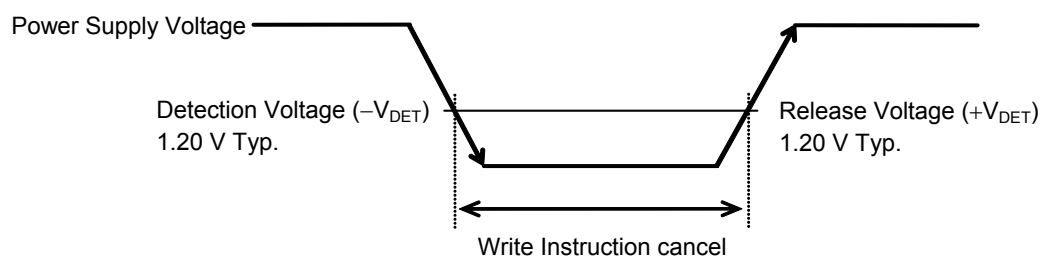 Power Supply Voltage
Detection Voltage (−VDET)
1.20 V Typ.
Release Voltage (+VDET)
1.20 V Typ.
Write Instruction cancel